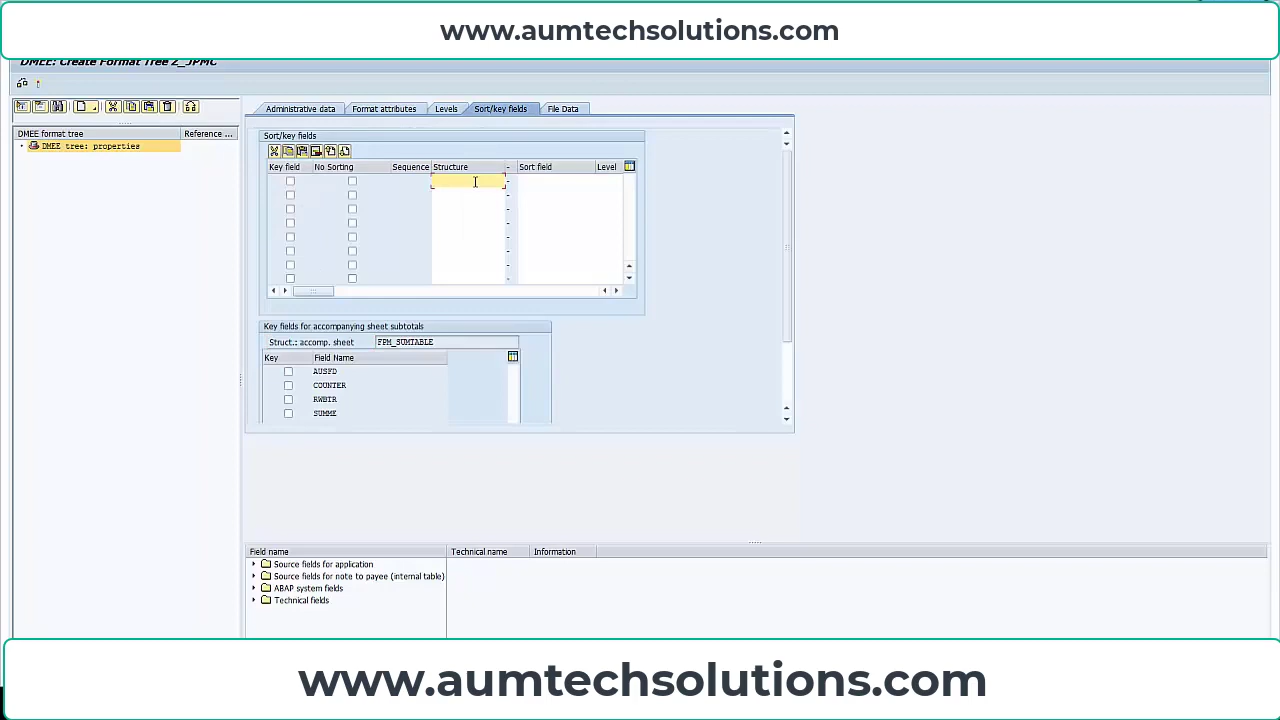 www.aumtechsolutions.com
DMEE: Create Format Tree Z_JPMC
Administrative data Format attributes Levels Sort/key fields File Data
DMEE format tree Reference ...
DMEE tree: properties
Sort/key fields
Key field No Sorting Sequence Structure - Sort field Level
Key fields for accompanying sheet subtotals
Struct.: accomp. sheet FPM_SUMTABLE
Key Field Name
AUSFD
COUNTER
RWBTR
SUMME
Field name Technical name Information
Source fields for application
Source fields for note to payee (internal table)
ABAP system fields
Technical fields
www.aumtechsolutions.com